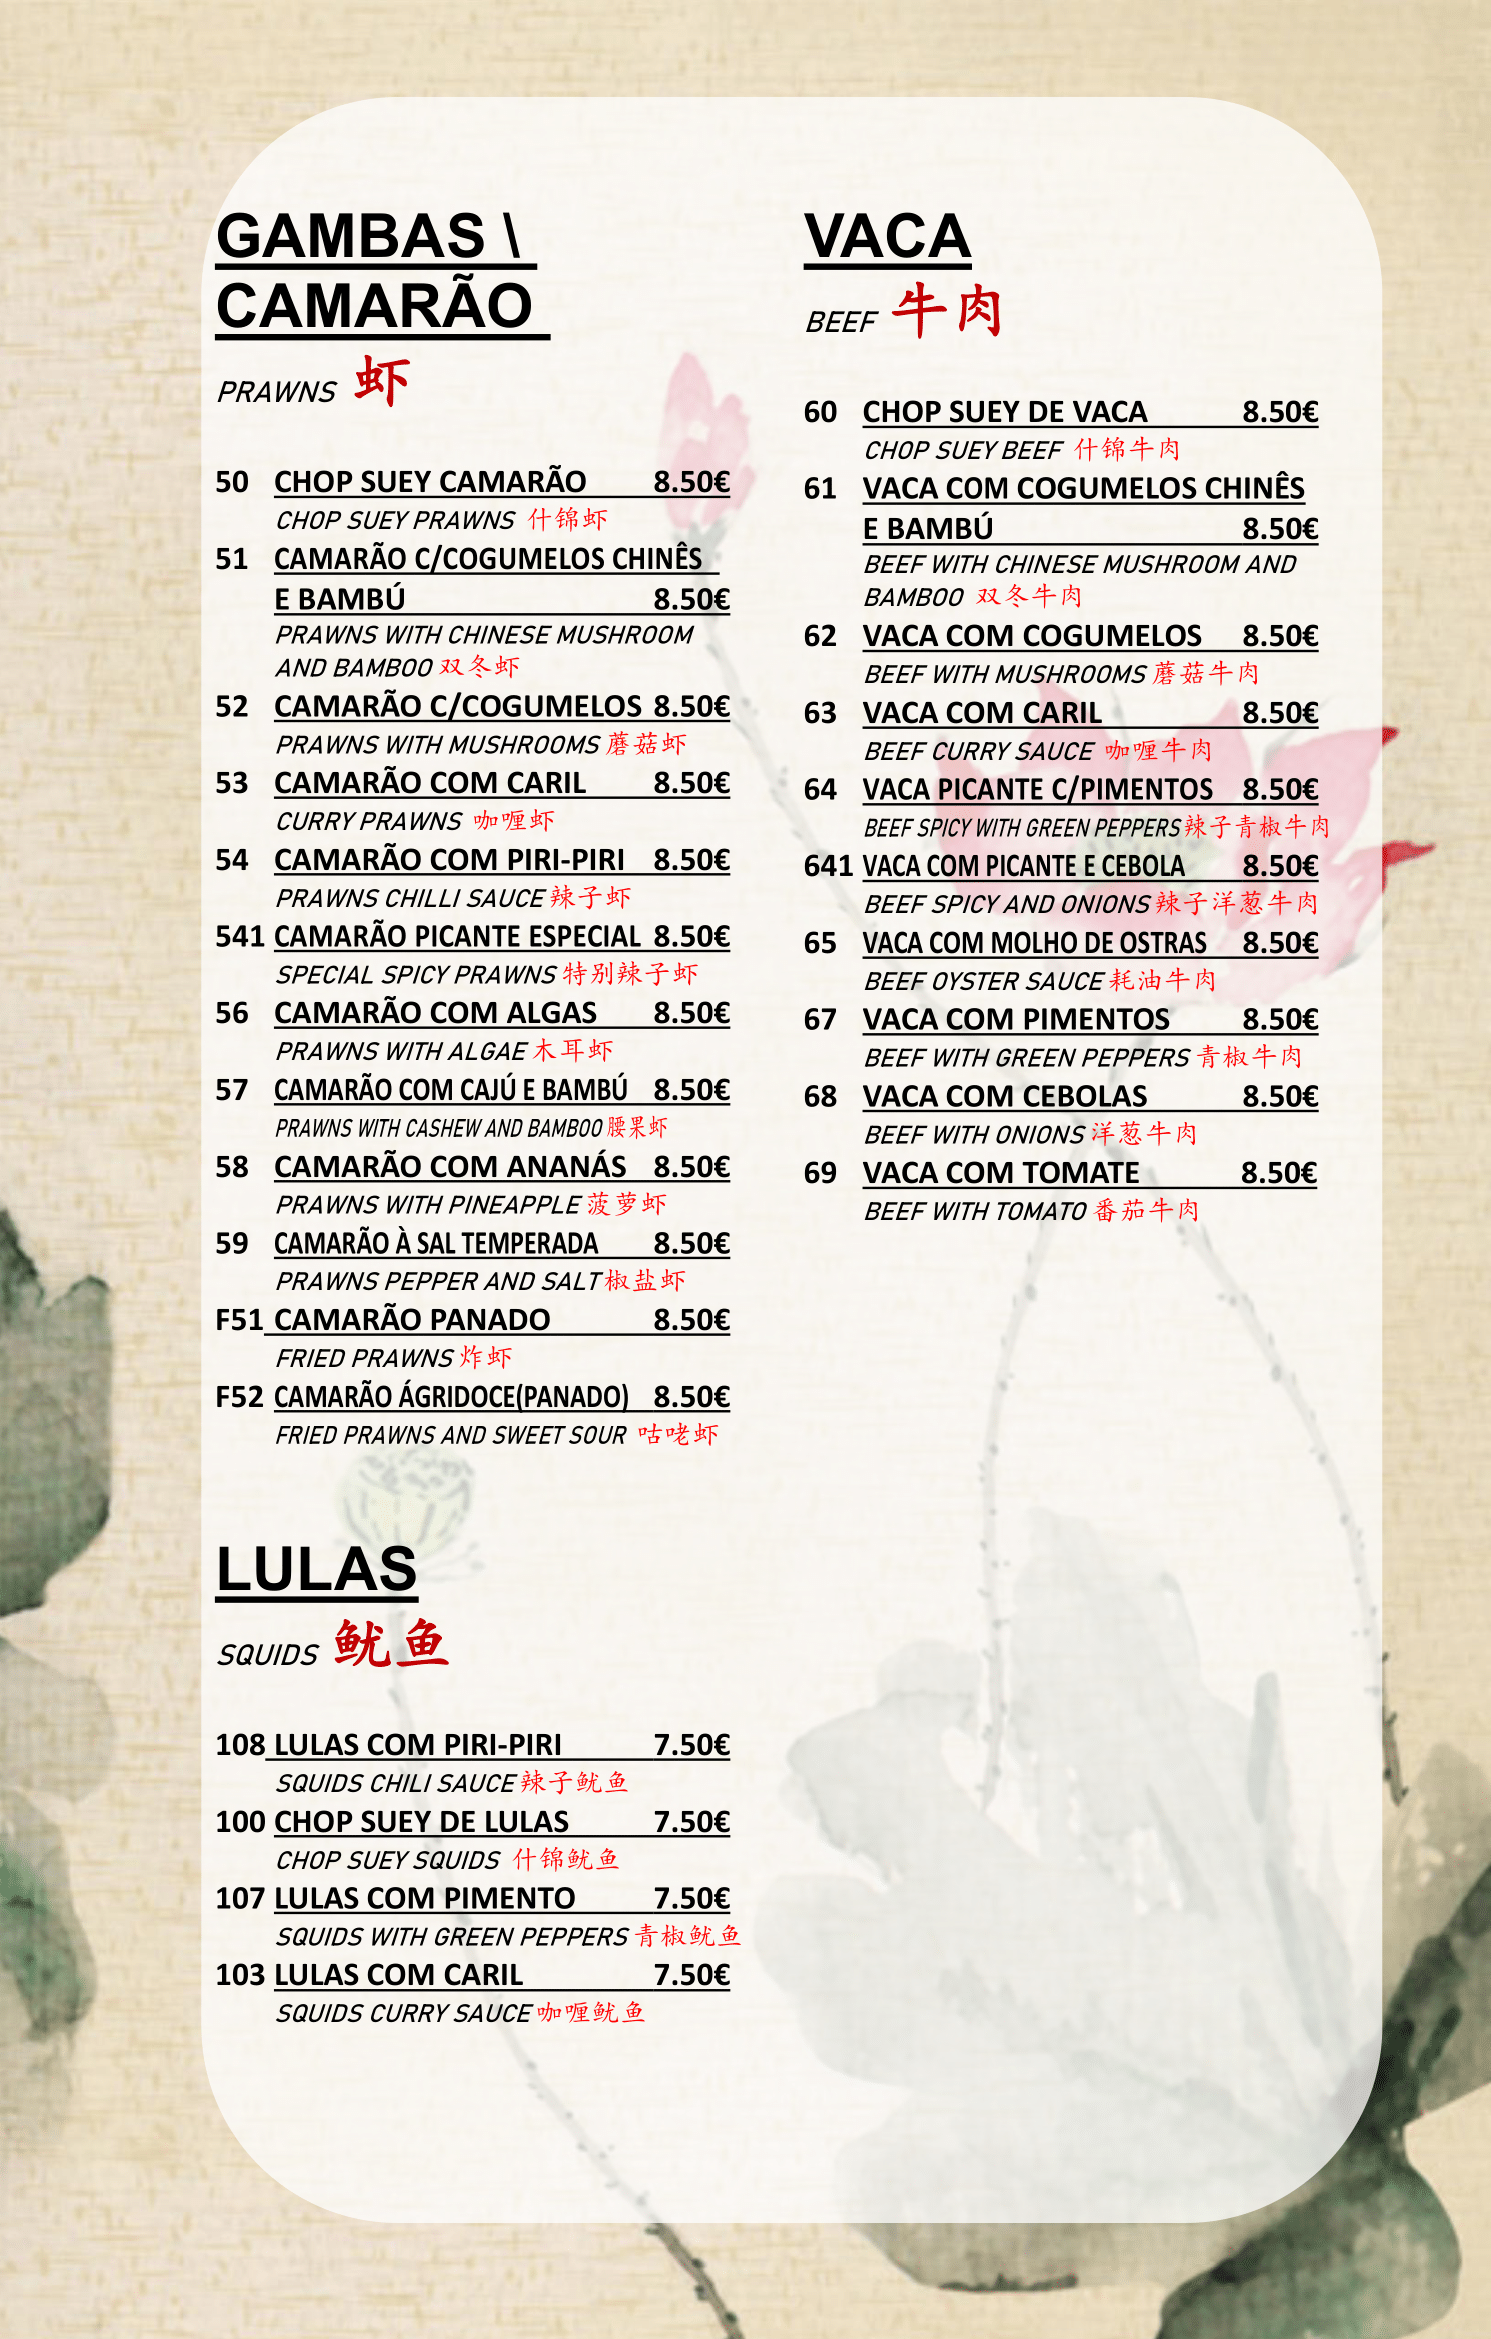 GAMBAS \
CAMARÃO
PRAWNS 虾
50 CHOP SUEY CAMARÃO 8.50€
CHOP SUEY PRAWNS 什锦虾
51 CAMARÃO C/COGUMELOS CHINÊS
E BAMBÚ 8.50€
PRAWNS WITH CHINESE MUSHROOM
AND BAMBOO 双冬虾
52 CAMARÃO C/COGUMELOS 8.50€
PRAWNS WITH MUSHROOMS 蘑菇虾
53 CAMARÃO COM CARIL 8.50€
CURRY PRAWNS 咖喱虾
54 CAMARÃO COM PIRI-PIRI 8.50€
PRAWNS CHILLI SAUCE 辣子虾
541 CAMARÃO PICANTE ESPECIAL 8.50€
SPECIAL SPICY PRAWNS 特别辣子虾
56 CAMARÃO COM ALGAS 8.50€
PRAWNS WITH ALGAE 木耳虾
57 CAMARÃO COM CAJÚ E BAMBÚ 8.50€
PRAWNS WITH CASHEW AND BAMBOO 腰果虾
58 CAMARÃO COM ANANÁS 8.50€
PRAWNS WITH PINEAPPLE 菠萝虾
59 CAMARÃO À SAL TEMPERADA 8.50€
PRAWNS PEPPER AND SALT 椒盐虾
F51 CAMARÃO PANADO 8.50€
FRIED PRAWNS 炸虾
F52 CAMARÃO ÁGRIDOCE(PANADO) 8.50€
FRIED PRAWNS AND SWEET SOUR 咕咾虾
LULAS
SQUIDS 鱿鱼
108 LULAS COM PIRI-PIRI 7.50€
SQUIDS CHILI SAUCE 辣子鱿鱼
100 CHOP SUEY DE LULAS 7.50€
CHOP SUEY SQUIDS 什锦鱿鱼
107 LULAS COM PIMENTO 7.50€
SQUIDS WITH GREEN PEPPERS 青椒鱿鱼
103 LULAS COM CARIL 7.50€
SQUIDS CURRY SAUCE 咖喱鱿鱼
VACA
BEEF 牛肉
60 CHOP SUEY DE VACA 8.50€
CHOP SUEY BEEF 什锦牛肉
61 VACA COM COGUMELOS CHINÊS
E BAMBÚ 8.50€
BEEF WITH CHINESE MUSHROOM AND
BAMBOO 双冬牛肉
62 VACA COM COGUMELOS 8.50€
BEEF WITH MUSHROOMS 蘑菇牛肉
63 VACA COM CARIL 8.50€
BEEF CURRY SAUCE 咖喱牛肉
64 VACA PICANTE C/PIMENTOS 8.50€
BEEF SPICY WITH GREEN PEPPERS 辣子青椒牛肉
641 VACA COM PICANTE E CEBOLA 8.50€
BEEF SPICY AND ONIONS 辣子洋葱牛肉
65 VACA COM MOLHO DE OSTRAS 8.50€
BEEF OYSTER SAUCE 耗油牛肉
67 VACA COM PIMENTOS 8.50€
BEEF WITH GREEN PEPPERS 青椒牛肉
68 VACA COM CEBOLAS 8.50€
BEEF WITH ONIONS 洋葱牛肉
69 VACA COM TOMATE 8.50€
BEEF WITH TOMATO 番茄牛肉